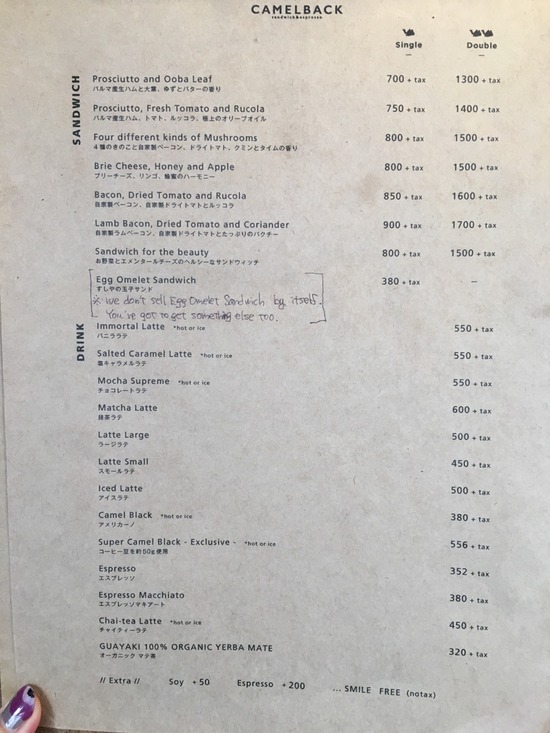 CAMELBACK
sandwich&espresso
Single Double
SANDWICH
Prosciutto and Ooba Leaf 700 + tax 1300 + tax
パルマ産生ハムと大葉、ゆずとバターの香り
Prosciutto, Fresh Tomato and Rucola 750 + tax 1400 + tax
パルマ産生ハム、トマト、ルッコラ、極上のオリーブオイル
Four different kinds of Mushrooms 800 + tax 1500 + tax
4種のきのこと自家製ベーコン、ドライトマト、クミンとタイムの香り
Brie Cheese, Honey and Apple 800 + tax 1500 + tax
ブリーチーズ、リンゴ、蜂蜜のハーモニー
Bacon, Dried Tomato and Rucola 850 + tax 1600 + tax
自家製ベーコン、自家製ドライトマトとルッコラ
Lamb Bacon, Dried Tomato and Coriander 900 + tax 1700 + tax
自家製ラムベーコン、自家製ドライトマトとたっぷりのパクチー
Sandwich for the beauty 800 + tax 1500 + tax
お野菜とエメンタールチーズのヘルシーなサンドウィッチ
Egg Omelet Sandwich 380 + tax –
すしやの玉子サンド
※ we don't sell Egg Omelet Sandwich by itself.
You've got to get something else too.
DRINK
Immortal Latte *hot or ice 550 + tax
バニララテ
Salted Caramel Latte *hot or ice 550 + tax
塩キャラメルラテ
Mocha Supreme *hot or ice 550 + tax
チョコレートラテ
Matcha Latte 600 + tax
抹茶ラテ
Latte Large 500 + tax
ラージラテ
Latte Small 450 + tax
スモールラテ
Iced Latte 500 + tax
アイスラテ
Camel Black *hot or ice 380 + tax
アメリカーノ
Super Camel Black - Exclusive - *hot or ice 556 + tax
コーヒー豆を約50g使用
Espresso 352 + tax
エスプレッソ
Espresso Macchiato 380 + tax
エスプレッソマキアート
Chai-tea Latte *hot or ice 450 + tax
チャイティーラテ
GUAYAKI 100% ORGANIC YERBA MATE 320 + tax
オーガニック マテ茶
// Extra // Soy +50 Espresso +200 ... SMILE FREE (notax)